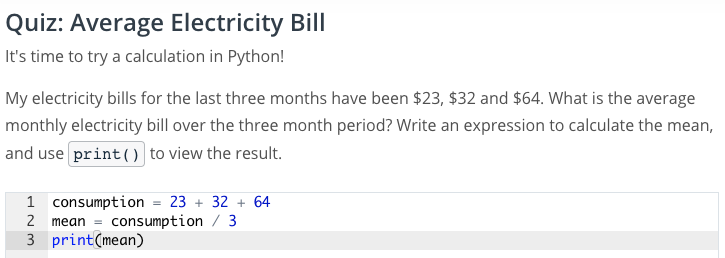 Quiz: Average Electricity Bill
It's time to try a calculation in Python!
My electricity bills for the last three months have been $23, $32 and $64. What is the average
monthly electricity bill over the three month period? Write an expression to calculate the mean,
and use print() to view the result.
1 consumption = 23 + 32 + 64
2 mean = consumption / 3
3 print(mean)